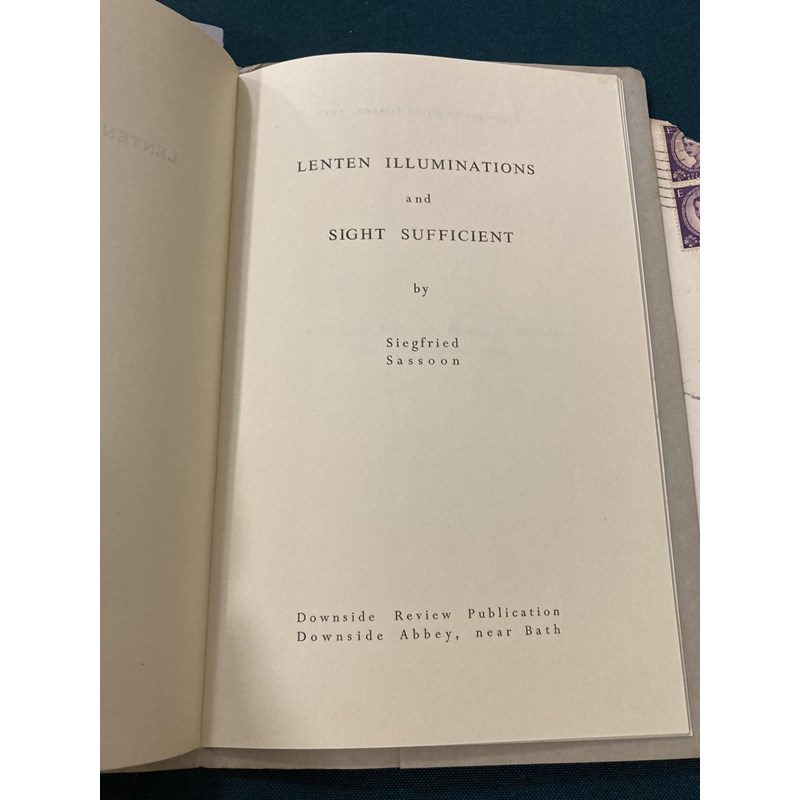 LENTEN ILLUMINATIONS
and
SIGHT SUFFICIENT
by
Siegfried
Sassoon
Downside Review Publication
Downside Abbey, near Bath